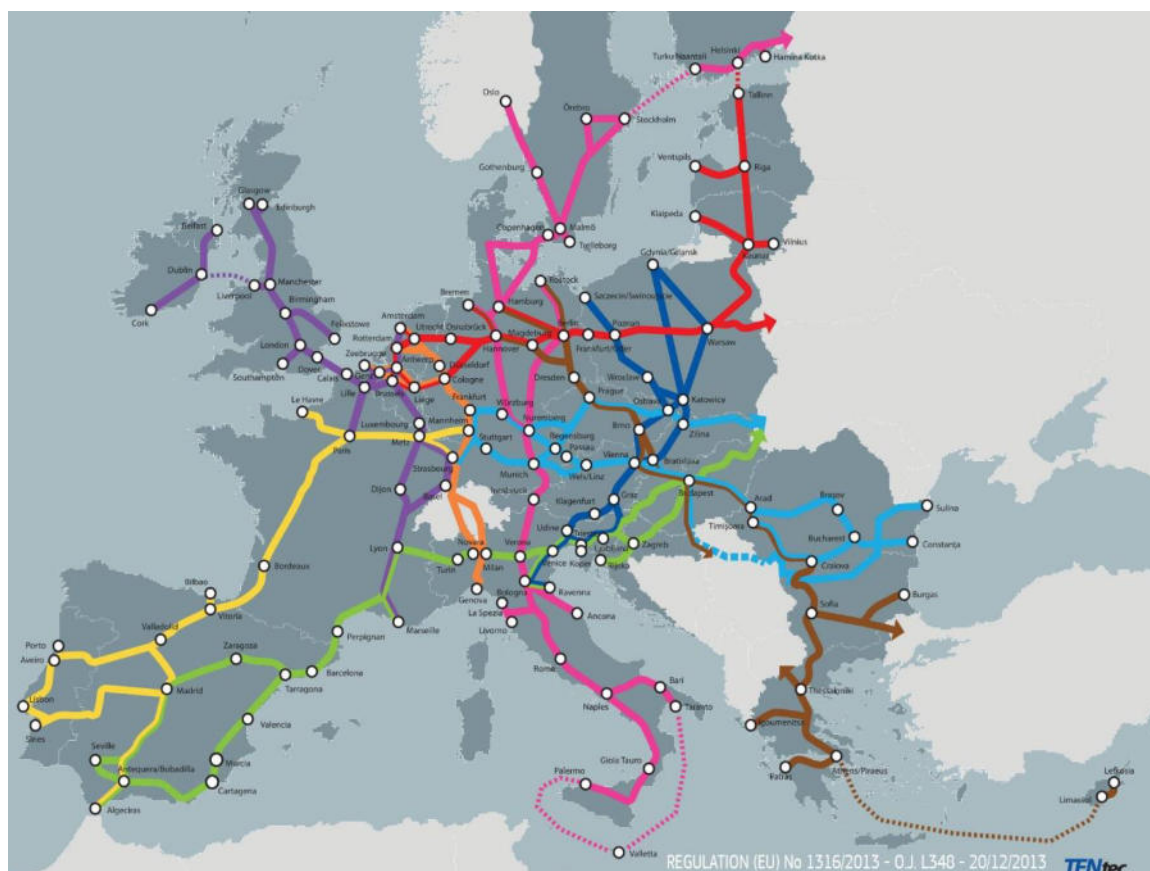 Oslo
Örebro
Stockholm
Turku Naantali
Helsinki
Hamina Kotka
Tallinn
Gothenburg
Ventspils
Riga
Glasgow
Edinburgh
Klaipeda
Belfast
Copenhagen
Malmö
Trelleborg
Vilnius
Gdynia/Gdansk
Kaunas
Dublin
Liverpool
Manchester
Rostock
Cork
Birmingham
Bremen
Hamburg
Szczecin/Swinoujscie
Felixstowe
Amsterdam
Utrecht
Osnabrück
Magdeburg
Berlin
Poznan
Rotterdam
Hannover
Frankfurt/Oder
Warsaw
London
Zeebrugge
Antwerp
Düsseldorf
Southampton
Dover
Calais
Cologne
Dresden
Wroclaw
Lille
Brussels
Liège
Frankfurt
Prague
Katowice
Le Havre
Würzburg
Ostrava
Luxembourg
Mannheim
Nuremberg
Brno
Zilina
Paris
Metz
Stuttgart
Regensburg
Passau
Strasbourg
Munich
Wels/Linz
Vienna
Bratislava
Dijon
Basel
Innsbruck
Klagenfurt
Graz
Budapest
Arad
Brasov
Sulina
Udine
Timişoara
Lyon
Novara
Verona
Ljubljana
Zagreb
Bucharest
Constanţa
Turin
Milan
Venice
Koper
Rijeka
Craiova
Bordeaux
Genova
Bologna
Ravenna
Bilbao
La Spezia
Ancona
Sofia
Burgas
Vitoria
Livorno
Marseille
Valladolid
Perpignan
Porto
Zaragosa
Aveiro
Rome
Barcelona
Madrid
Tarragona
Bari
Thessaloniki
Lisbon
Naples
Taranto
Valencia
Igoumenitsa
Sines
Seville
Murcia
Gioia Tauro
Antequera/Bobadilla
Palermo
Patras
Athens/Piraeus
Lefkosia
Cartagena
Limassol
Algeciras
Valletta
REGULATION (EU) No 1316/2013 - O.J. L348 - 20/12/2013
TENtec